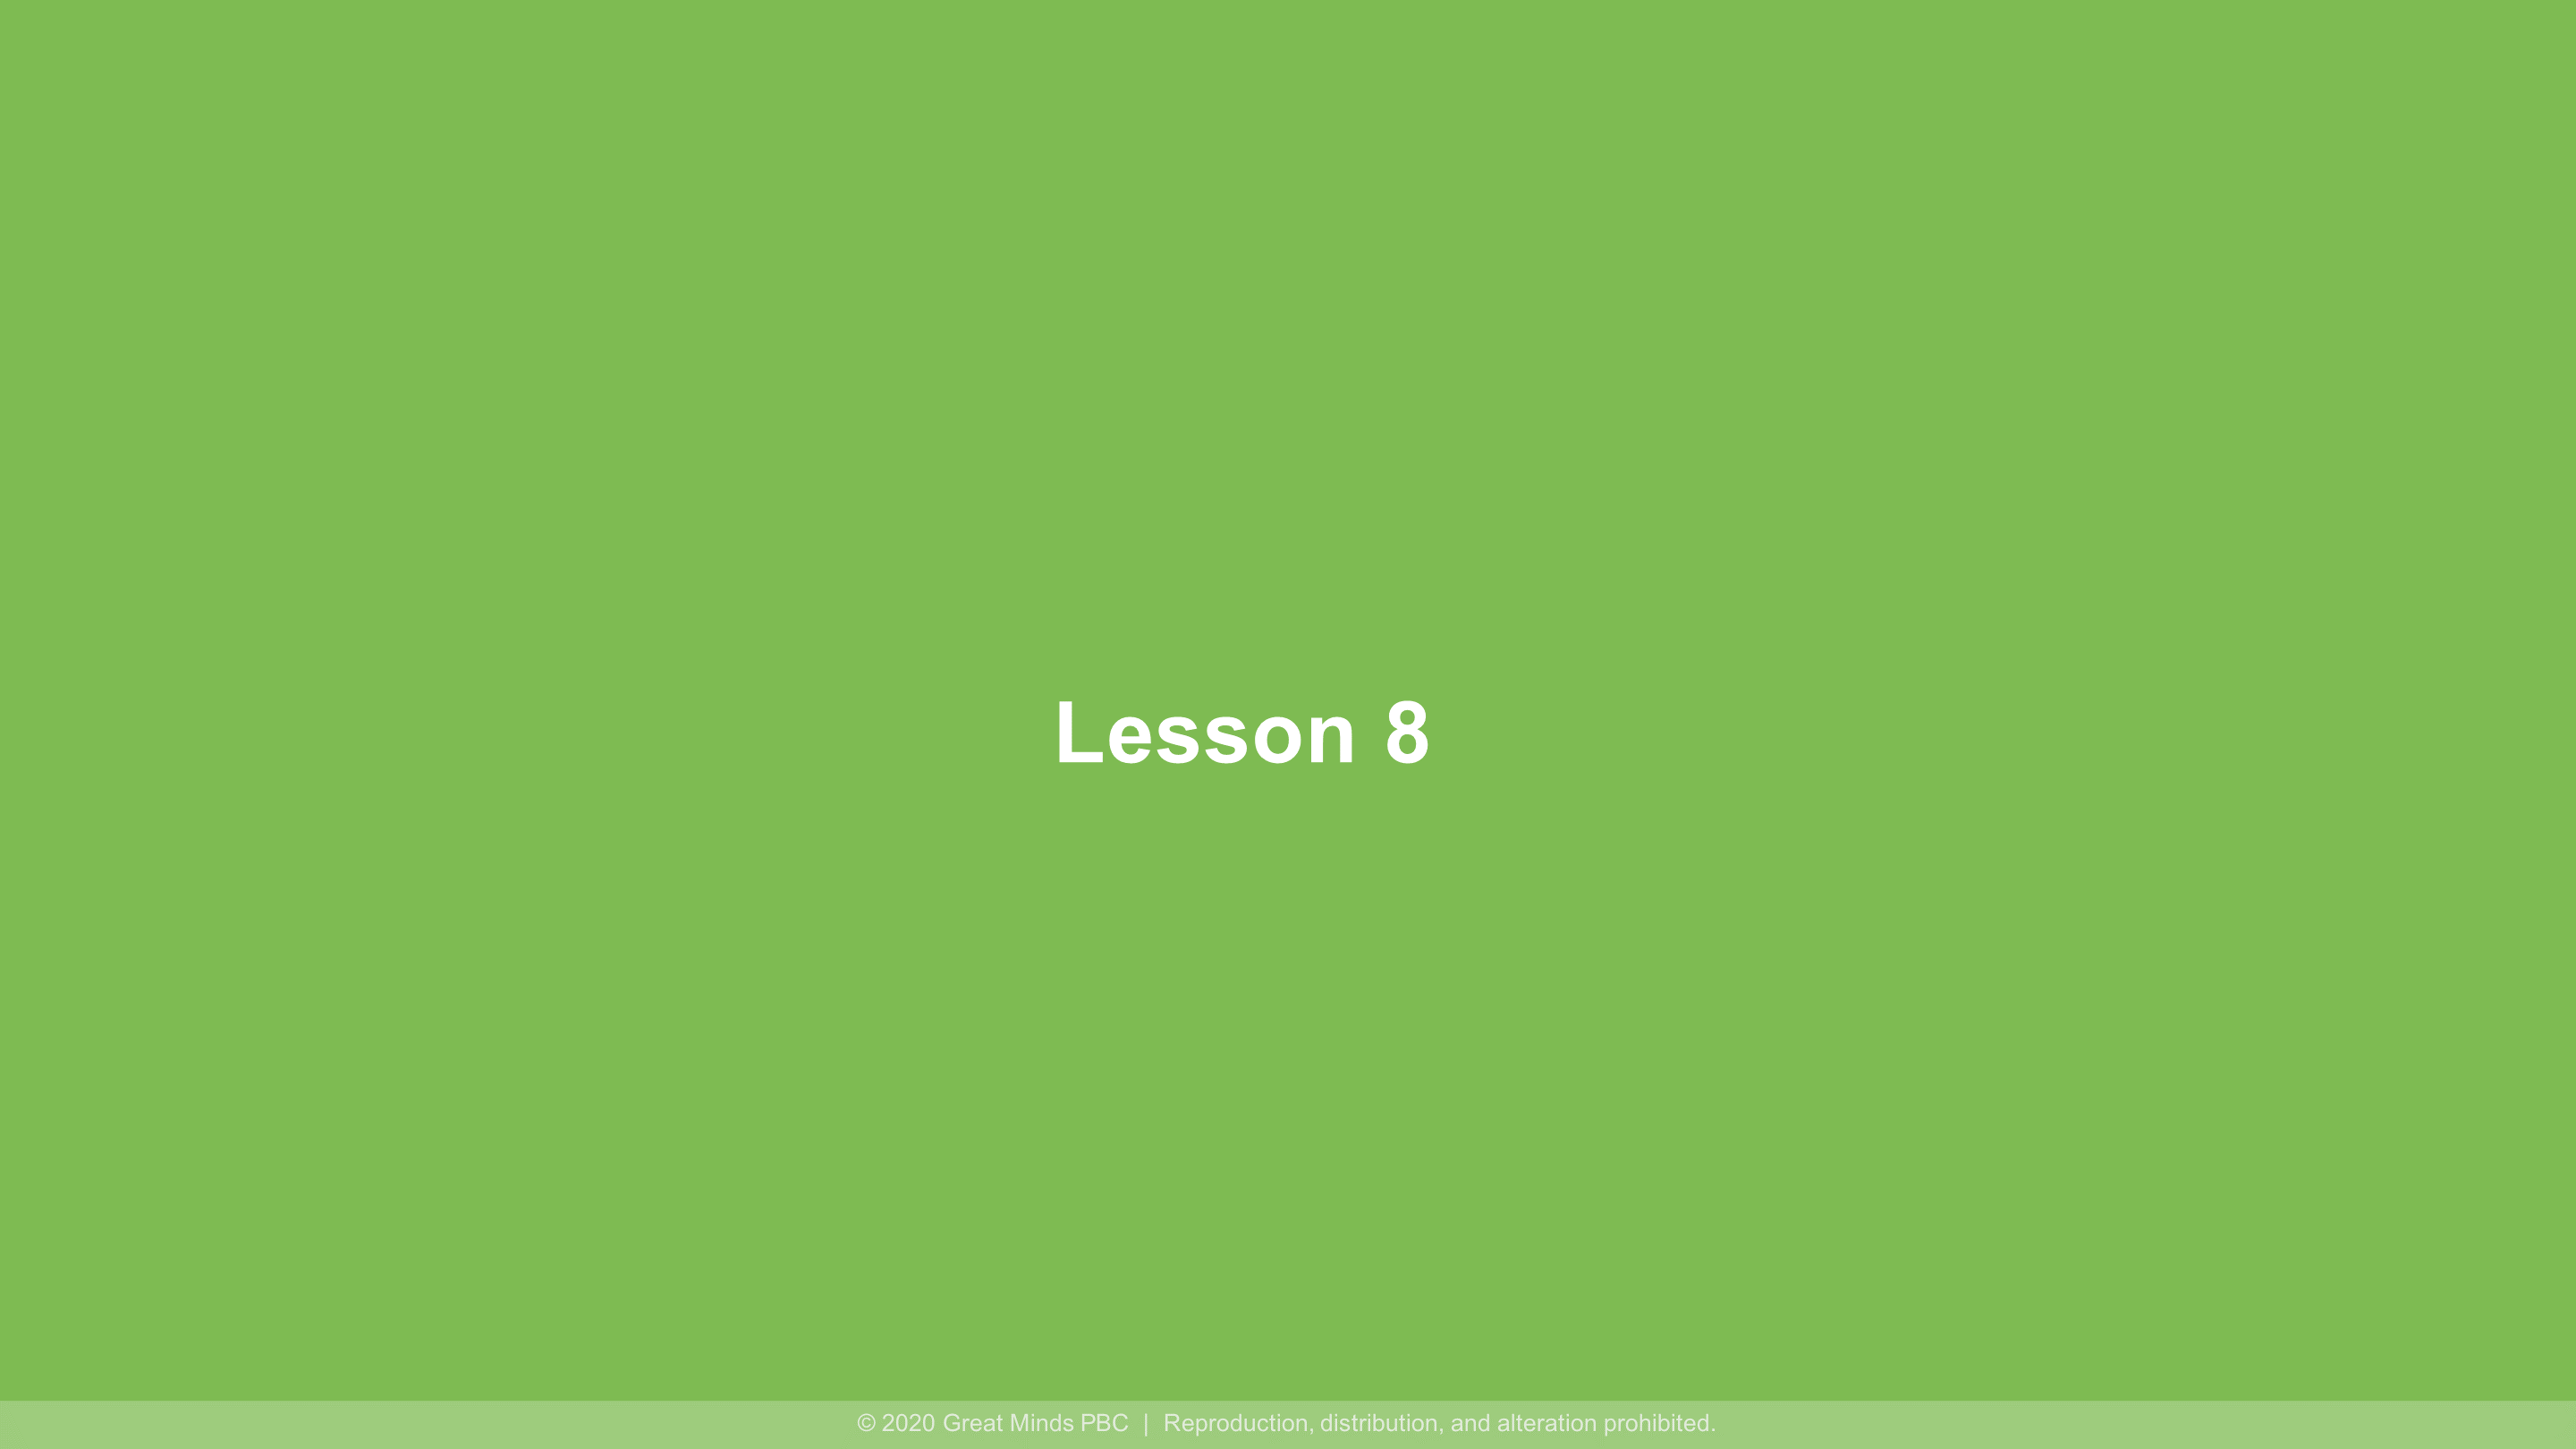 Lesson 8
© 2020 Great Minds PBC | Reproduction, distribution, and alteration prohibited.